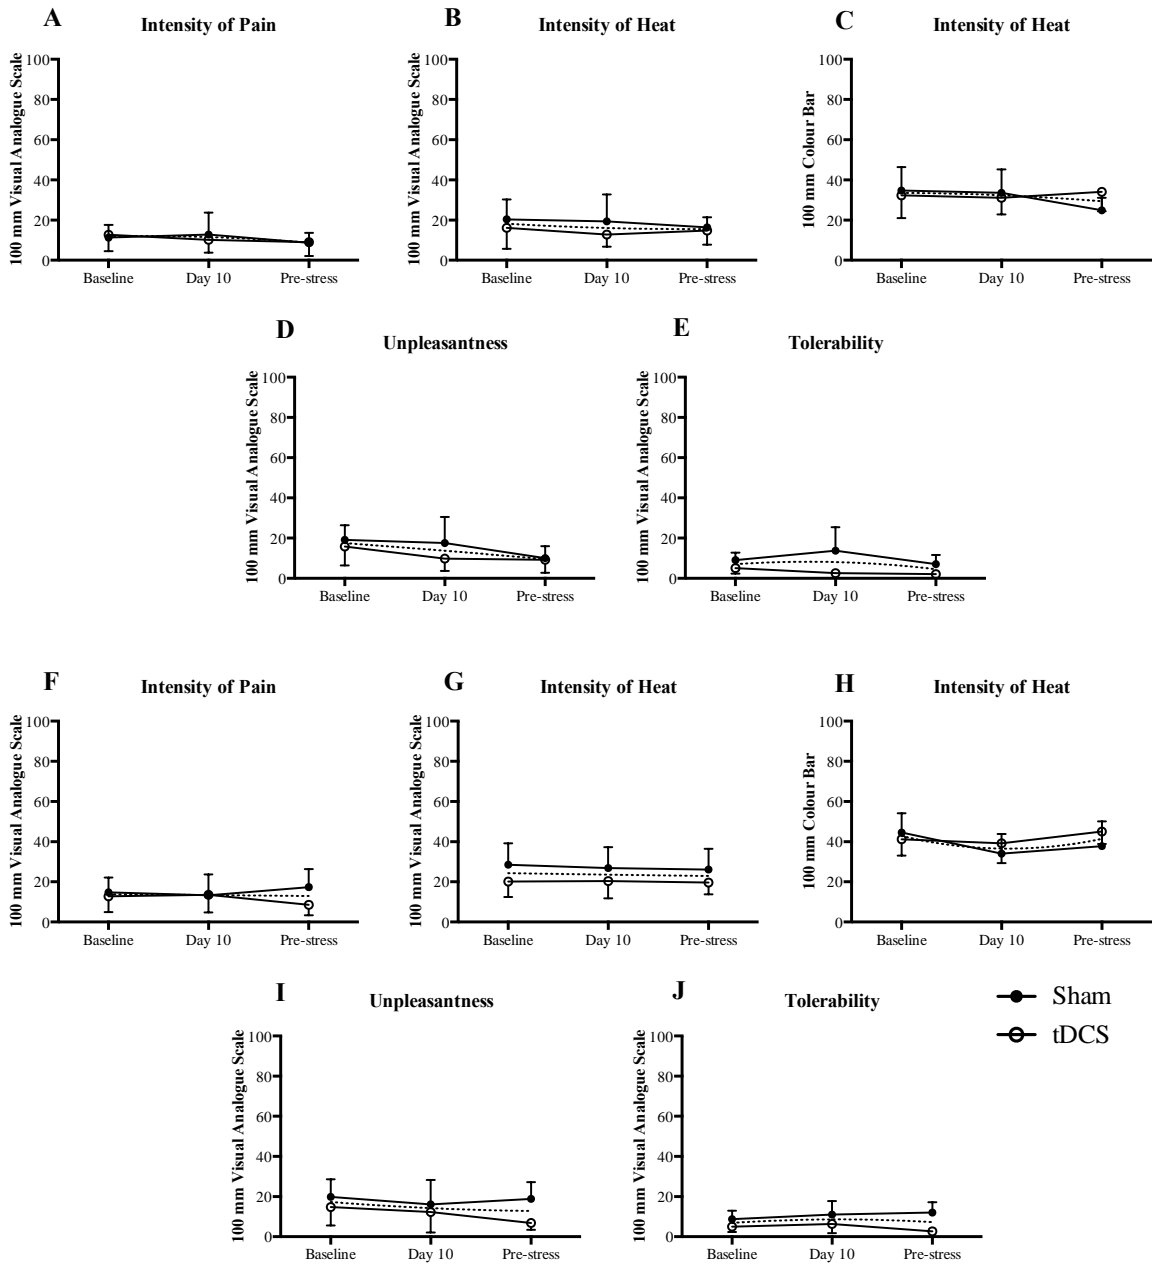 A
Intensity of Pain
100 mm Visual Analogue Scale
100
80
60
40
20
0
Baseline
Day 10
Pre-stress
B
Intensity of Heat
100 mm Visual Analogue Scale
100
80
60
40
20
0
Baseline
Day 10
Pre-stress
C
Intensity of Heat
100 mm Colour Bar
100
80
60
40
20
0
Baseline
Day 10
Pre-stress
D
Unpleasantness
100 mm Visual Analogue Scale
100
80
60
40
20
0
Baseline
Day 10
Pre-stress
E
Tolerability
100 mm Visual Analogue Scale
100
80
60
40
20
0
Baseline
Day 10
Pre-stress
F
Intensity of Pain
100 mm Visual Analogue Scale
100
80
60
40
20
0
Baseline
Day 10
Pre-stress
G
Intensity of Heat
100 mm Visual Analogue Scale
100
80
60
40
20
0
Baseline
Day 10
Pre-stress
H
Intensity of Heat
100 mm Colour Bar
100
80
60
40
20
0
Baseline
Day 10
Pre-stress
I
Unpleasantness
100 mm Visual Analogue Scale
100
80
60
40
20
0
Baseline
Day 10
Pre-stress
J
Tolerability
100 mm Visual Analogue Scale
100
80
60
40
20
0
Baseline
Day 10
Pre-stress
Sham
tDCS